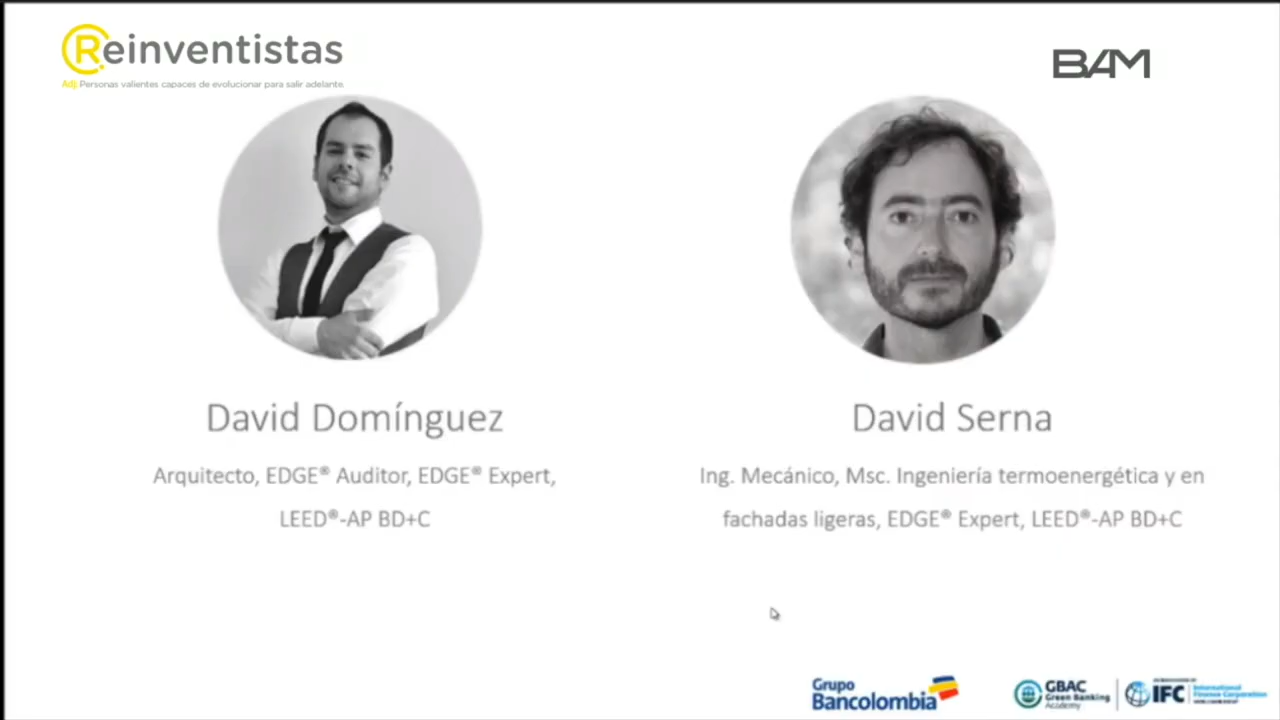 Reinventistas
Adj: Personas valientes capaces de evolucionar para salir adelante.
BAM
David Domínguez
Arquitecto, EDGE® Auditor, EDGE® Expert,
LEED®-AP BD+C
David Serna
Ing. Mecánico, Msc. Ingeniería termoenergética y en
fachadas ligeras, EDGE® Expert, LEED®-AP BD+C
Grupo
Bancolombia
GBAC
Green Banking
Academy
IFC
International
Finance Corporation